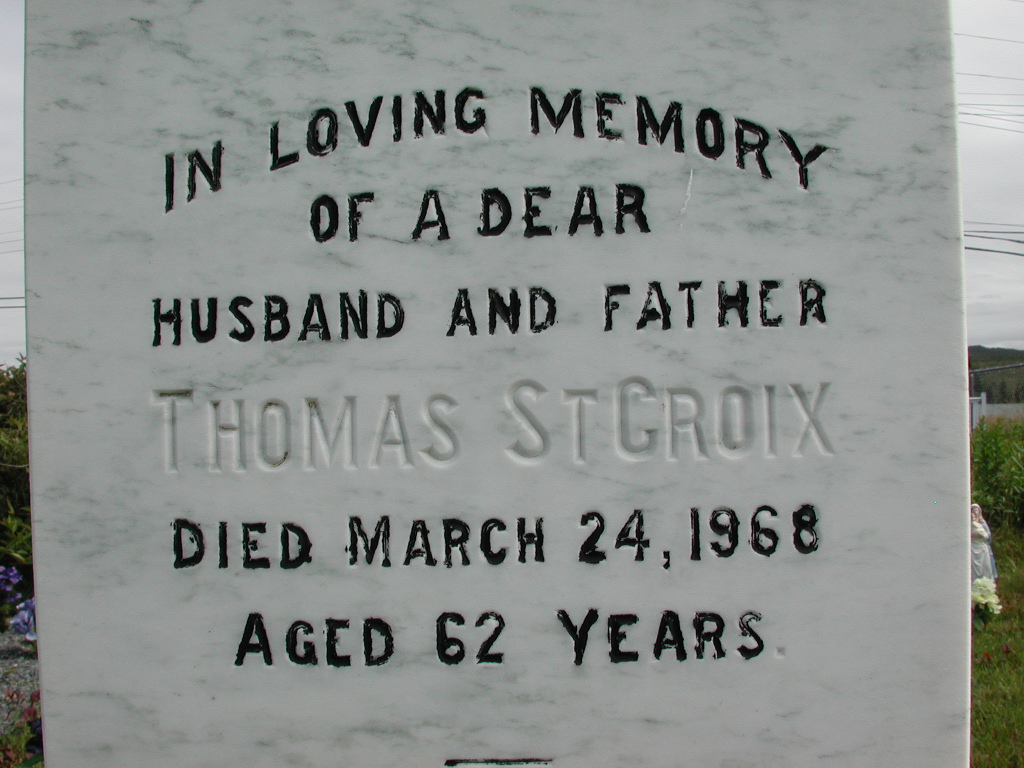 IN LOVING MEMORY
OF A DEAR
HUSBAND AND FATHER
THOMAS STCROIX
DIED MARCH 24, 1968
AGED 62 YEARS.